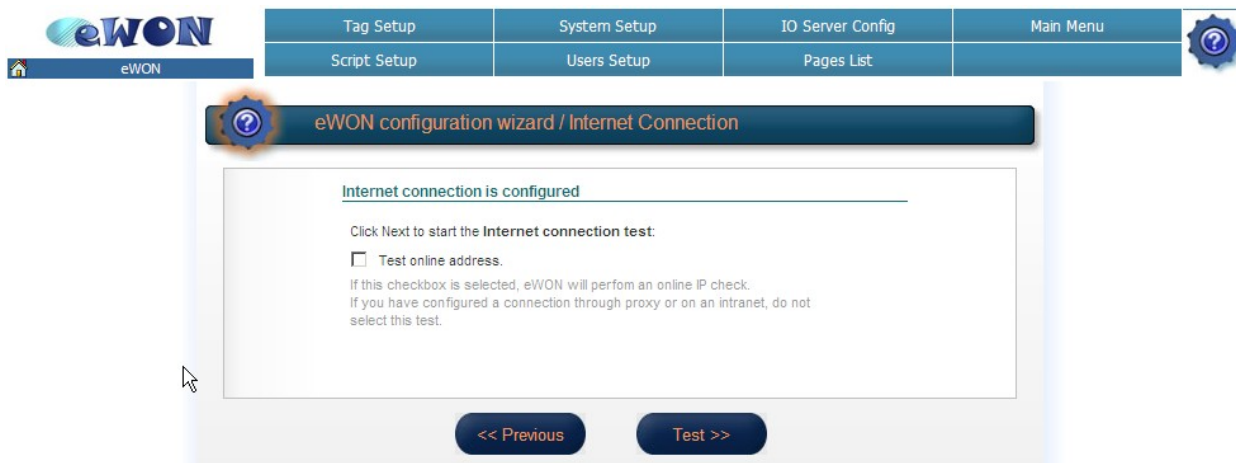 eWON
Tag Setup
System Setup
IO Server Config
Main Menu
eWON
Script Setup
Users Setup
Pages List
eWON configuration wizard / Internet Connection
Internet connection is configured
Click Next to start the Internet connection test:
Test online address.
If this checkbox is selected, eWON will perfom an online IP check.
If you have configured a connection through proxy or on an intranet, do not
select this test.
<< Previous
Test >>